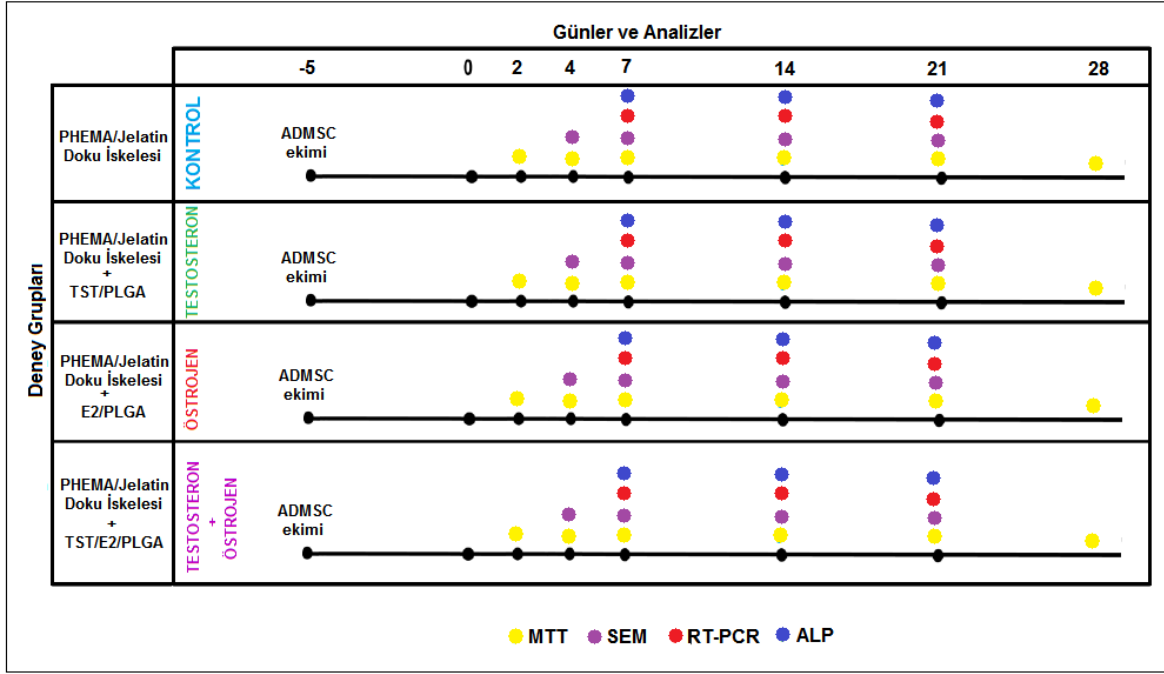 Günler ve Analizler
-5 0 2 4 7 14 21 28
Deney Grupları
PHEMA/Jelatin
Doku İskelesi
KONTROL
ADMSC
ekimi
PHEMA/Jelatin
Doku İskelesi
+
TST/PLGA
TESTOSTERON
ADMSC
ekimi
PHEMA/Jelatin
Doku İskelesi
+
E2/PLGA
ÖSTROJEN
ADMSC
ekimi
PHEMA/Jelatin
Doku İskelesi
+
TST/E2/PLGA
TESTOSTERON
+
ÖSTROJEN
ADMSC
ekimi
MTT SEM RT-PCR ALP